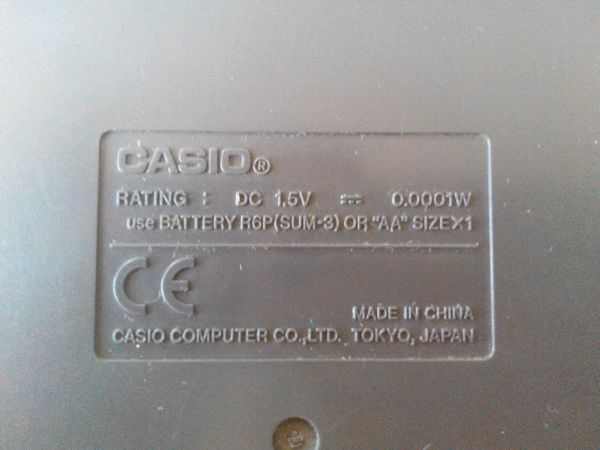 CASIO®
RATING : DC 1.5V ⎓ 0.0001W
use BATTERY R6P(SUM-3) OR "AA" SIZE×1
CE
MADE IN CHINA
CASIO COMPUTER CO.,LTD. TOKYO, JAPAN